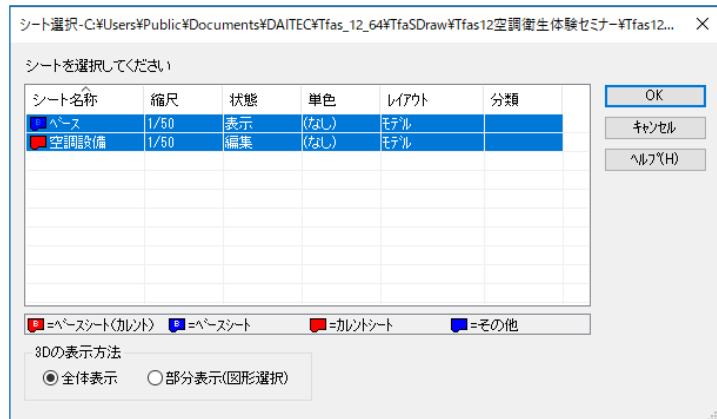 シート選択-C:¥Users¥Public¥Documents¥DAITEC¥Tfas_12_64¥TfaSDraw¥Tfas12空調衛生体験セミナー¥Tfas12...
シートを選択してください
シート名称 縮尺 状態 単色 レイアウト 分類
B ベース 1/50 表示 (なし) モデル
空調設備 1/50 編集 (なし) モデル
OK
キャンセル
ヘルプ(H)
B =ベースシート(カレント) B =ベースシート =カレントシート =その他
3Dの表示方法
全体表示 部分表示(図形選択)